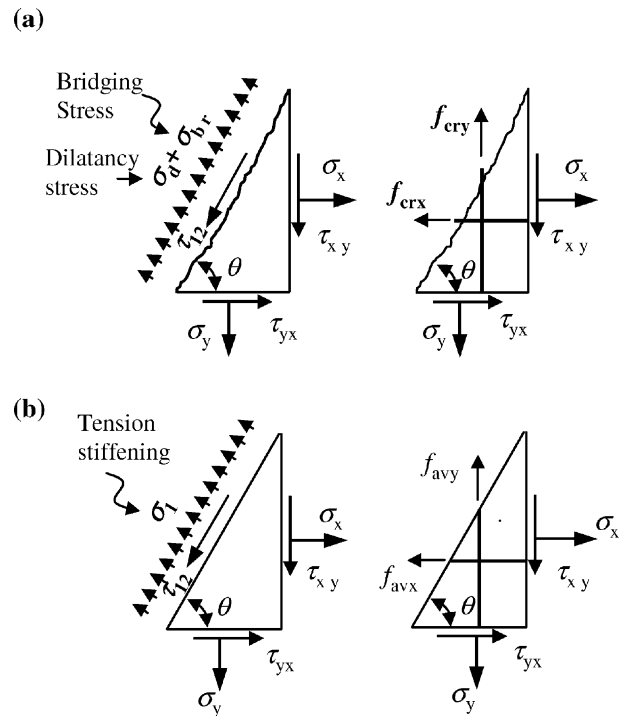 (a)
Bridging
Stress
Dilatancy
stress
σd + σbr
τ12
θ
σx
τxy
τyx
σy
fcry
fcrx
θ
σx
τxy
τyx
σy
(b)
Tension
stiffening
σ1
τ12
θ
σx
τxy
τyx
σy
favy
favx
θ
σx
τxy
τyx
σy